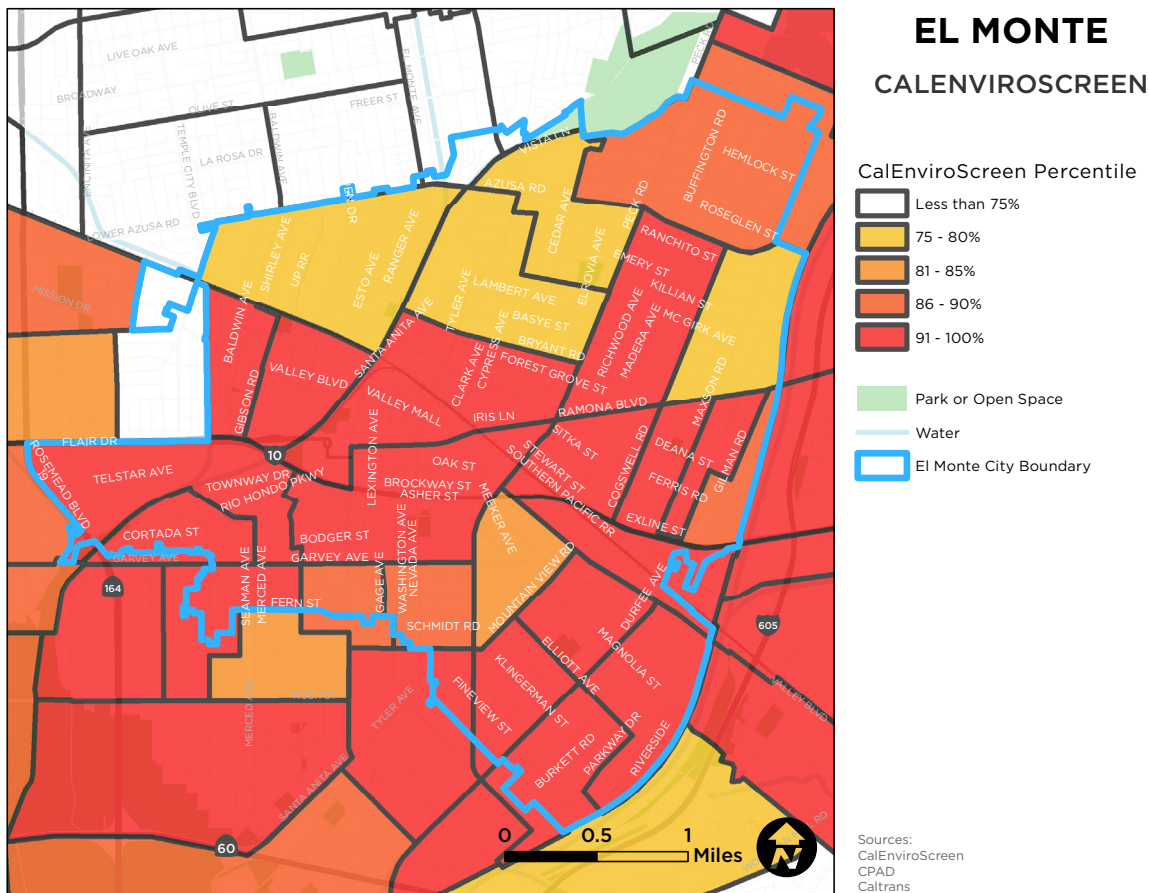 EL MONTE
CALENVIROSCREEN
CalEnviroScreen Percentile
Less than 75%
75 - 80%
81 - 85%
86 - 90%
91 - 100%
Park or Open Space
Water
El Monte City Boundary
Sources:
CalEnviroScreen
CPAD
Caltrans
LIVE OAK AVE
BROADWAY
OLIVE ST
FREER ST
EL MONTE AVE
PECK RD
ENCINITA AVE
TEMPLE CITY BLVD
LA ROSA DR
BALDWIN AVE
VISTA LN
BUFFINGTON RD
HEMLOCK ST
AZUSA RD
CEDAR AVE
PECK RD
ROSEGLEN ST
LOWER AZUSA RD
SHIRLEY AVE
UP RR
ESTO AVE
RANGER AVE
ELROVIA AVE
RANCHITO ST
EMERY ST
KILLIAN ST
MC GIRK AVE
MISSION DR
LAMBERT AVE
TYLER AVE
BASYE ST
BRYANT RD
SANTA ANITA AVE
BALDWIN AVE
GIBSON RD
VALLEY BLVD
VALLEY MALL
CLARK AVE
CYPRESS AVE
FOREST GROVE ST
RICHWOOD AVE
MADERA AVE
MAXSON RD
IRIS LN
RAMONA BLVD
FLAIR DR
10
ROSEMEAD BLVD
19
TELSTAR AVE
TOWNWAY DR
RIO HONDO PKWY
LEXINGTON AVE
OAK ST
BROCKWAY ST
ASHER ST
MEEKER AVE
SITKA ST
STEWART ST
SOUTHERN PACIFIC RR
COGSWELL RD
DEANA ST
FERRIS RD
GILMAN RD
EXLINE ST
CORTADA ST
BODGER ST
GARVEY AVE
GARVEY AVE
164
SEAMAN AVE
MERCED AVE
FERN ST
GAGE AVE
WASHINGTON AVE
NEVADA AVE
SCHMIDT RD
MOUNTAIN VIEW RD
DURFEE AVE
605
ELLIOTT AVE
MAGNOLIA ST
KLINGERMAN ST
FINEVIEW ST
VALLEY BLVD
RUSH ST
MERCED AVE
TYLER AVE
BURKETT RD
PARKWAY DR
RIVERSIDE
SANTA ANITA AVE
60
0
0.5
1
Miles
N